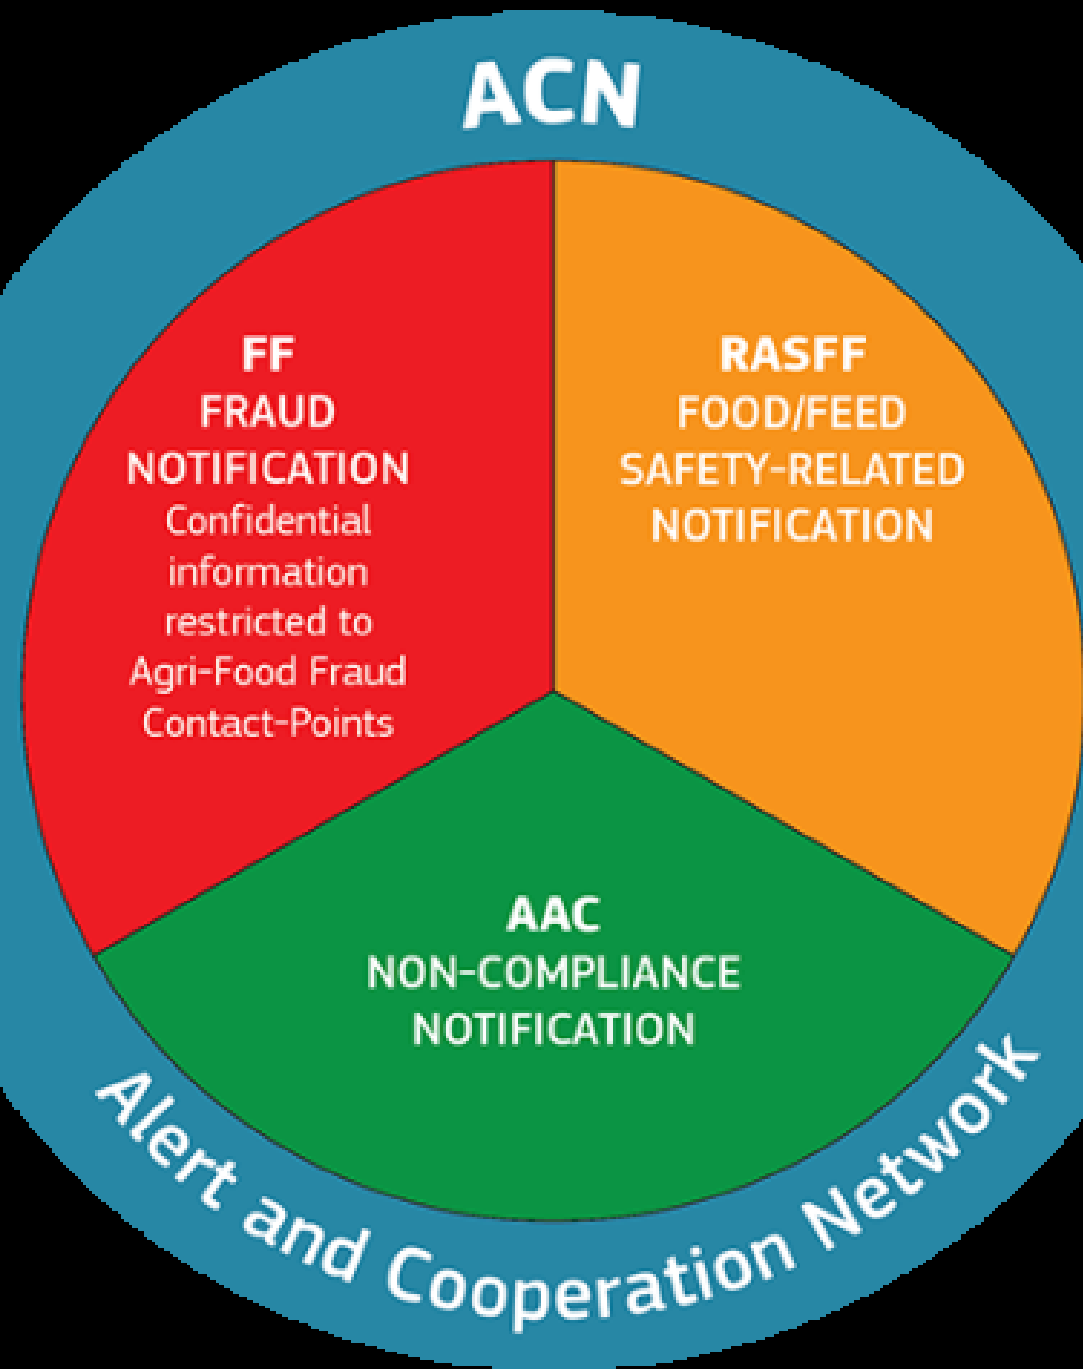 ACN
FF
FRAUD
NOTIFICATION
Confidential
information
restricted to
Agri-Food Fraud
Contact-Points
RASFF
FOOD/FEED
SAFETY-RELATED
NOTIFICATION
AAC
NON-COMPLIANCE
NOTIFICATION
Alert and Cooperation Network